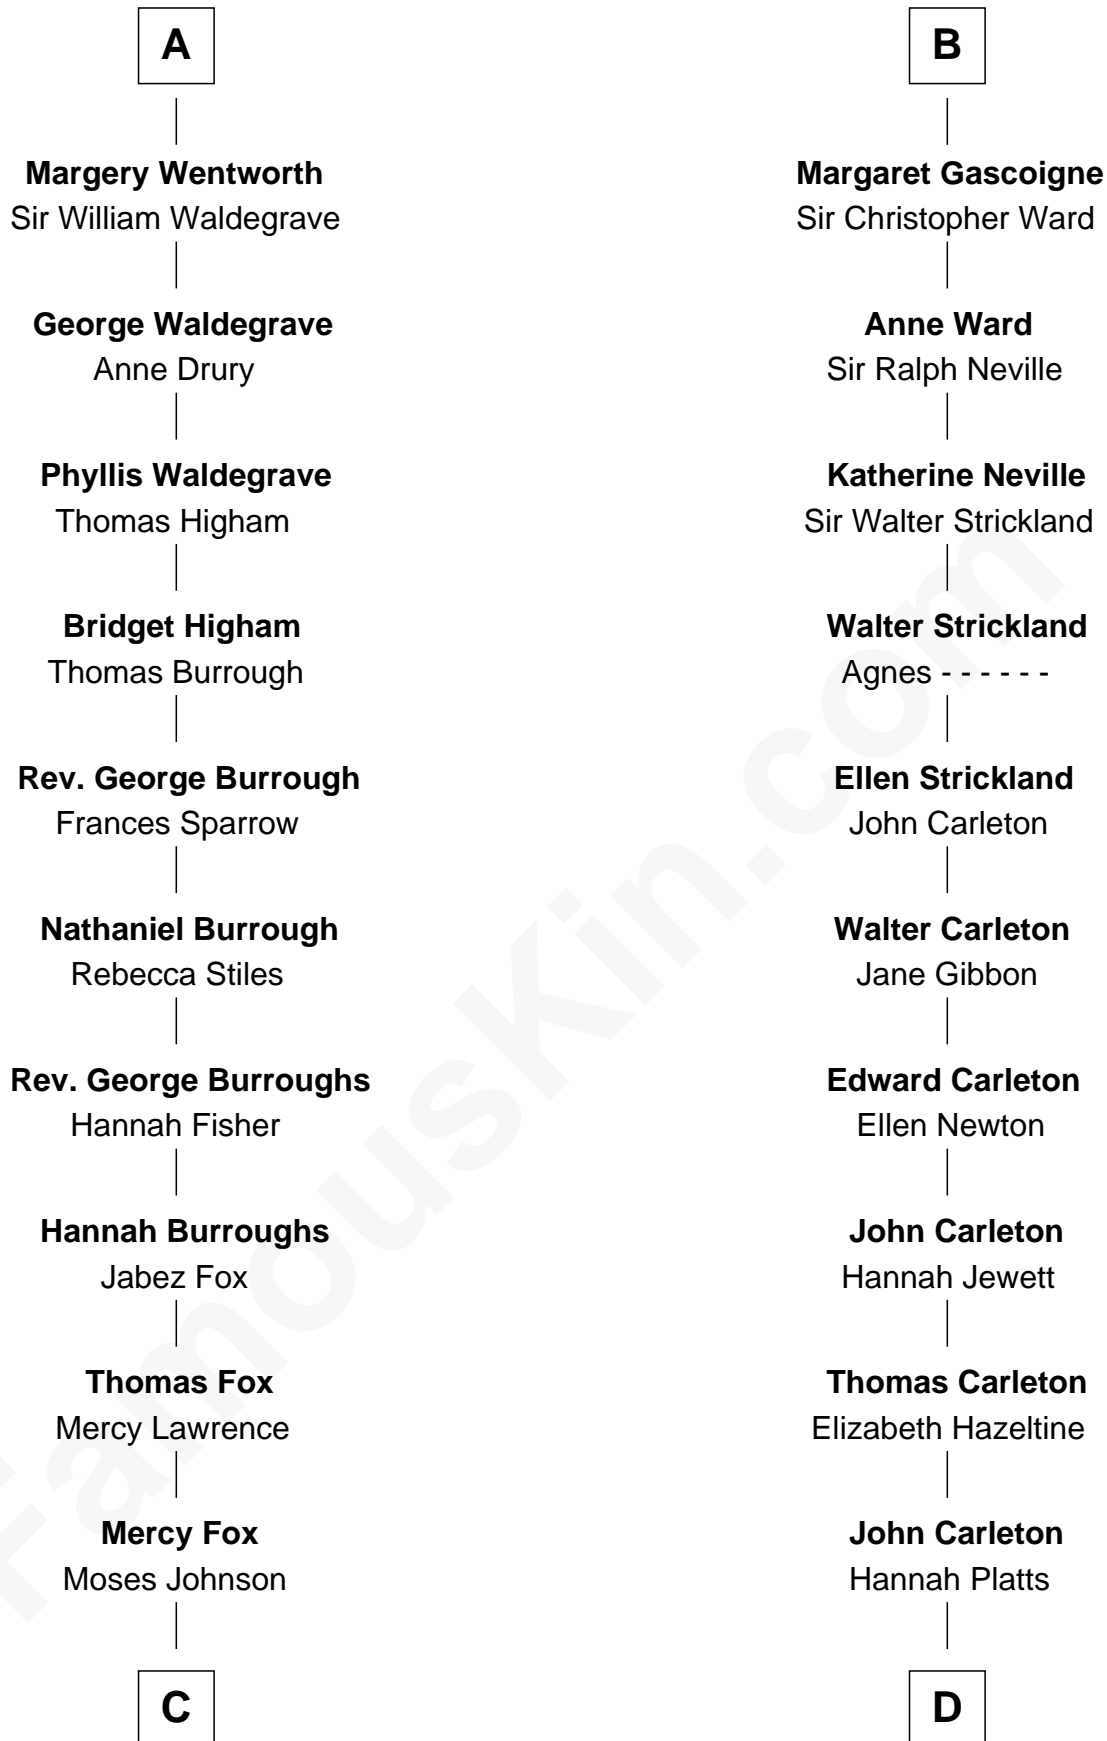 A
Margery Wentworth
Sir William Waldegrave
George Waldegrave
Anne Drury
Phyllis Waldegrave
Thomas Higham
Bridget Higham
Thomas Burrough
Rev. George Burrough
Frances Sparrow
Nathaniel Burrough
Rebecca Stiles
Rev. George Burroughs
Hannah Fisher
Hannah Burroughs
Jabez Fox
Thomas Fox
Mercy Lawrence
Mercy Fox
Moses Johnson
C
B
Margaret Gascoigne
Sir Christopher Ward
Anne Ward
Sir Ralph Neville
Katherine Neville
Sir Walter Strickland
Walter Strickland
Agnes - - - - - -
Ellen Strickland
John Carleton
Walter Carleton
Jane Gibbon
Edward Carleton
Ellen Newton
John Carleton
Hannah Jewett
Thomas Carleton
Elizabeth Hazeltine
John Carleton
Hannah Platts
D
FamousKin.com